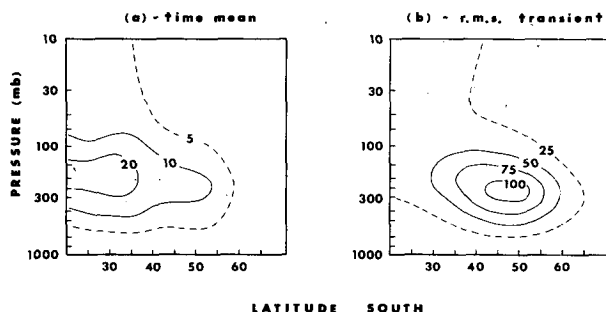 (a) - time mean
(b) - r.m.s. transient
PRESSURE (mb)
10
30
100
300
1000
5
10
20
30 40 50 60
10
30
100
300
1000
25
50
75
100
30 40 50 60
LATITUDE SOUTH